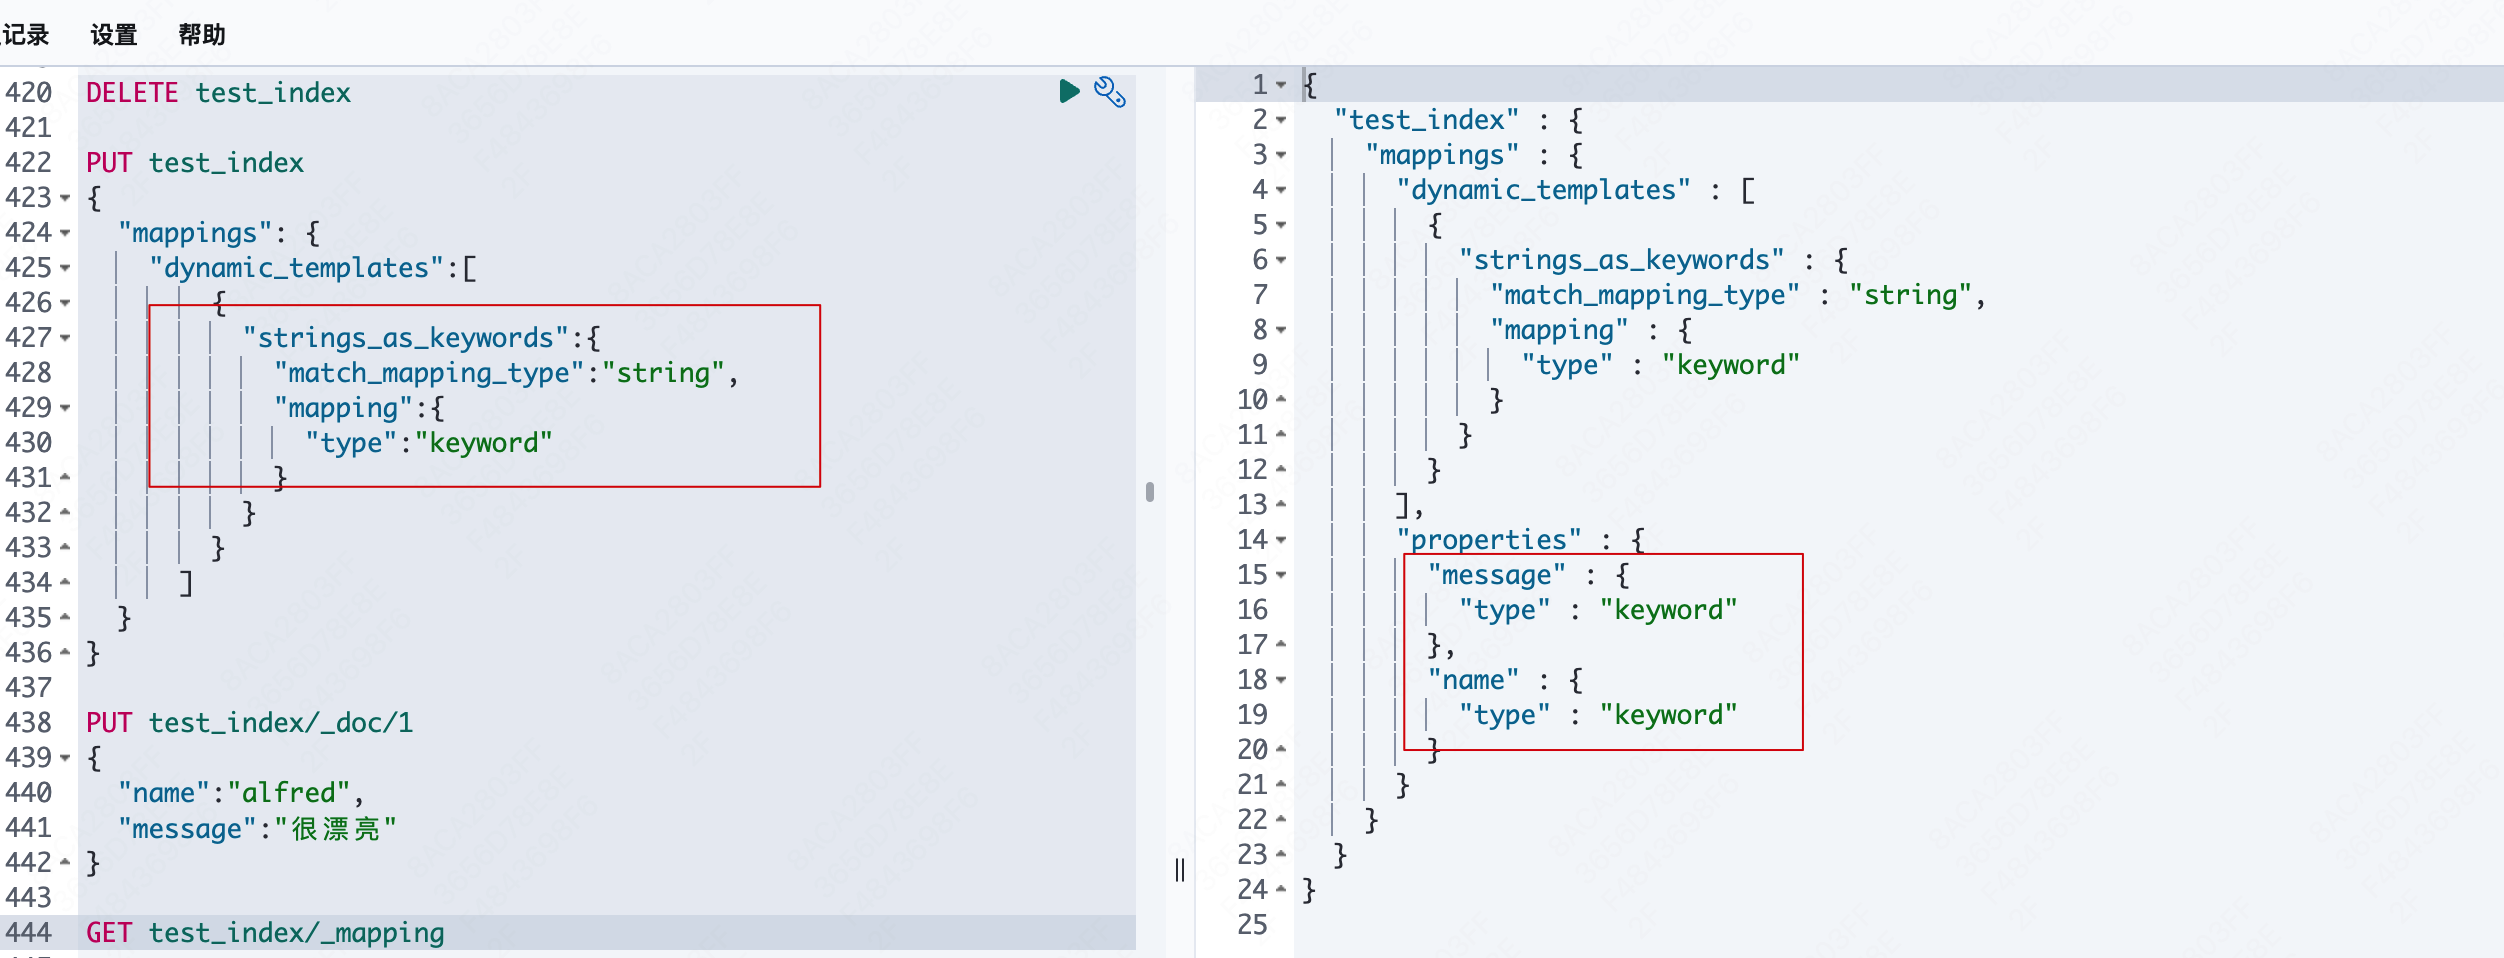 记录 设置 帮助
420 DELETE test_index
421
422 PUT test_index
423 {
424 "mappings": {
425 "dynamic_templates":[
426 {
427 "strings_as_keywords":{
428 "match_mapping_type":"string",
429 "mapping":{
430 "type":"keyword"
431 }
432 }
433 }
434 ]
435 }
436 }
437
438 PUT test_index/_doc/1
439 {
440 "name":"alfred",
441 "message":"很漂亮"
442 }
443
444 GET test_index/_mapping
1 {
2 "test_index" : {
3 "mappings" : {
4 "dynamic_templates" : [
5 {
6 "strings_as_keywords" : {
7 "match_mapping_type" : "string",
8 "mapping" : {
9 "type" : "keyword"
10 }
11 }
12 }
13 ],
14 "properties" : {
15 "message" : {
16 "type" : "keyword"
17 },
18 "name" : {
19 "type" : "keyword"
20 }
21 }
22 }
23 }
24 }
25